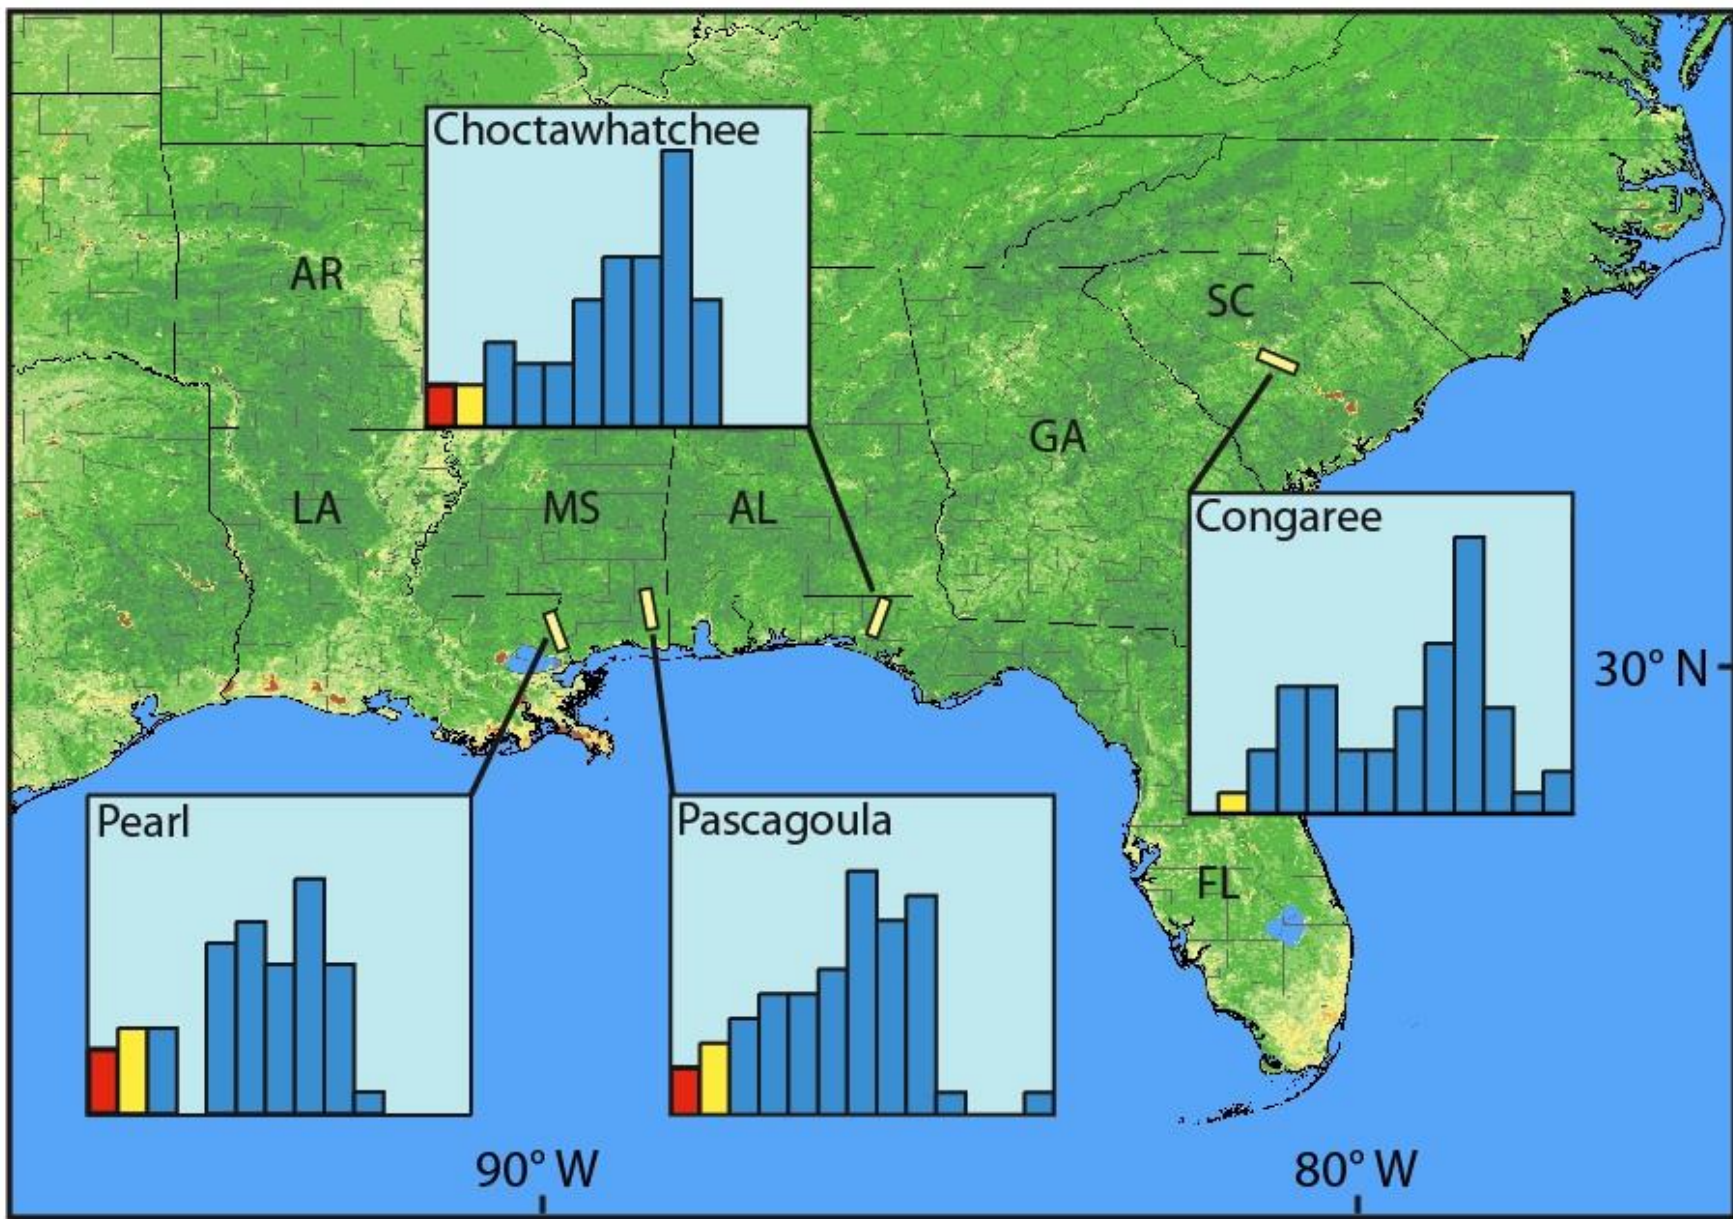 Choctawhatchee
AR
SC
GA
LA
MS
AL
Congaree
30° N
Pearl
Pascagoula
FL
90° W
80° W